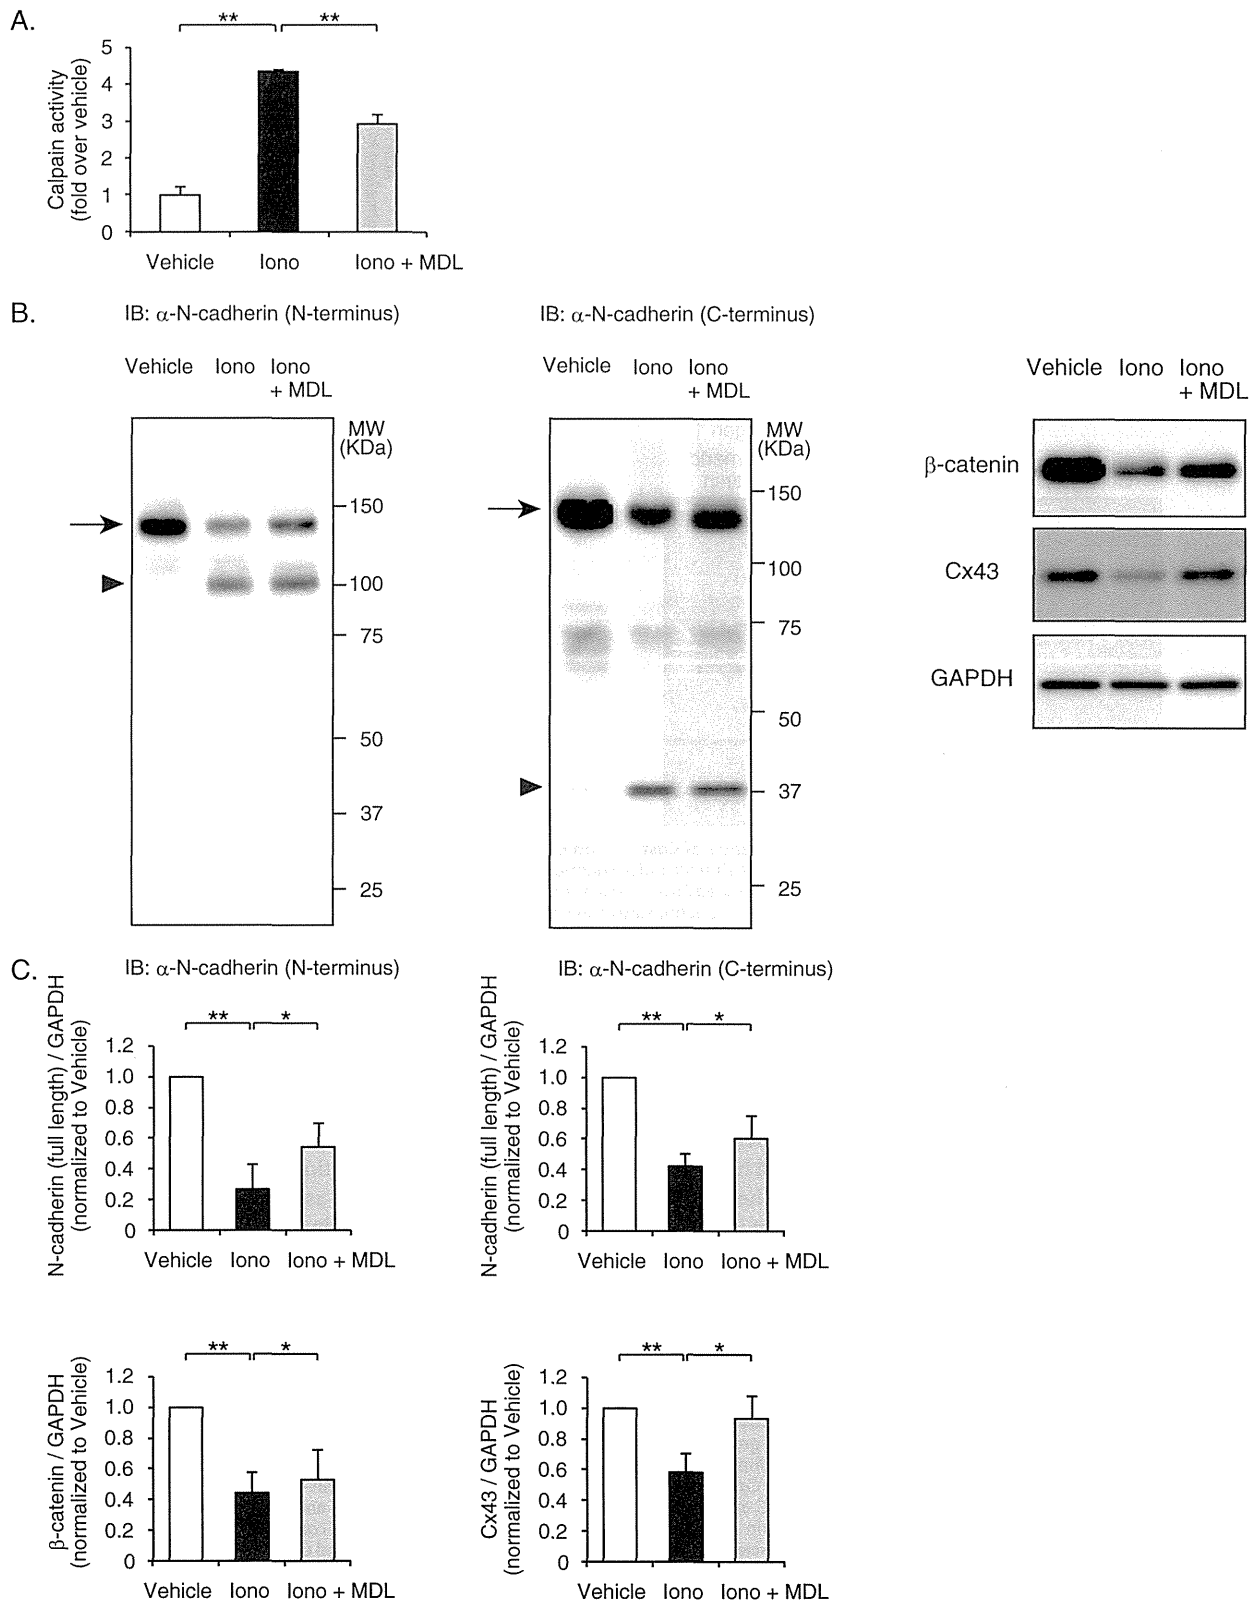 A.
** **
Calpain activity
(fold over vehicle)
5
4
3
2
1
0
Vehicle Iono Iono + MDL
B.
IB: α-N-cadherin (N-terminus)
Vehicle Iono Iono
+ MDL
MW
(KDa)
150
100
75
50
37
25
IB: α-N-cadherin (C-terminus)
Vehicle Iono Iono
+ MDL
MW
(KDa)
150
100
75
50
37
25
Vehicle Iono Iono
+ MDL
β-catenin
Cx43
GAPDH
C.
IB: α-N-cadherin (N-terminus)
N-cadherin (full length) / GAPDH
(normalized to Vehicle)
** *
1.2
1.0
0.8
0.6
0.4
0.2
0
Vehicle Iono Iono + MDL
IB: α-N-cadherin (C-terminus)
N-cadherin (full length) / GAPDH
(normalized to Vehicle)
** *
1.2
1.0
0.8
0.6
0.4
0.2
0
Vehicle Iono Iono + MDL
β-catenin / GAPDH
(normalized to Vehicle)
** *
1.2
1.0
0.8
0.6
0.4
0.2
0
Vehicle Iono Iono + MDL
Cx43 / GAPDH
(normalized to Vehicle)
** *
1.2
1.0
0.8
0.6
0.4
0.2
0
Vehicle Iono Iono + MDL